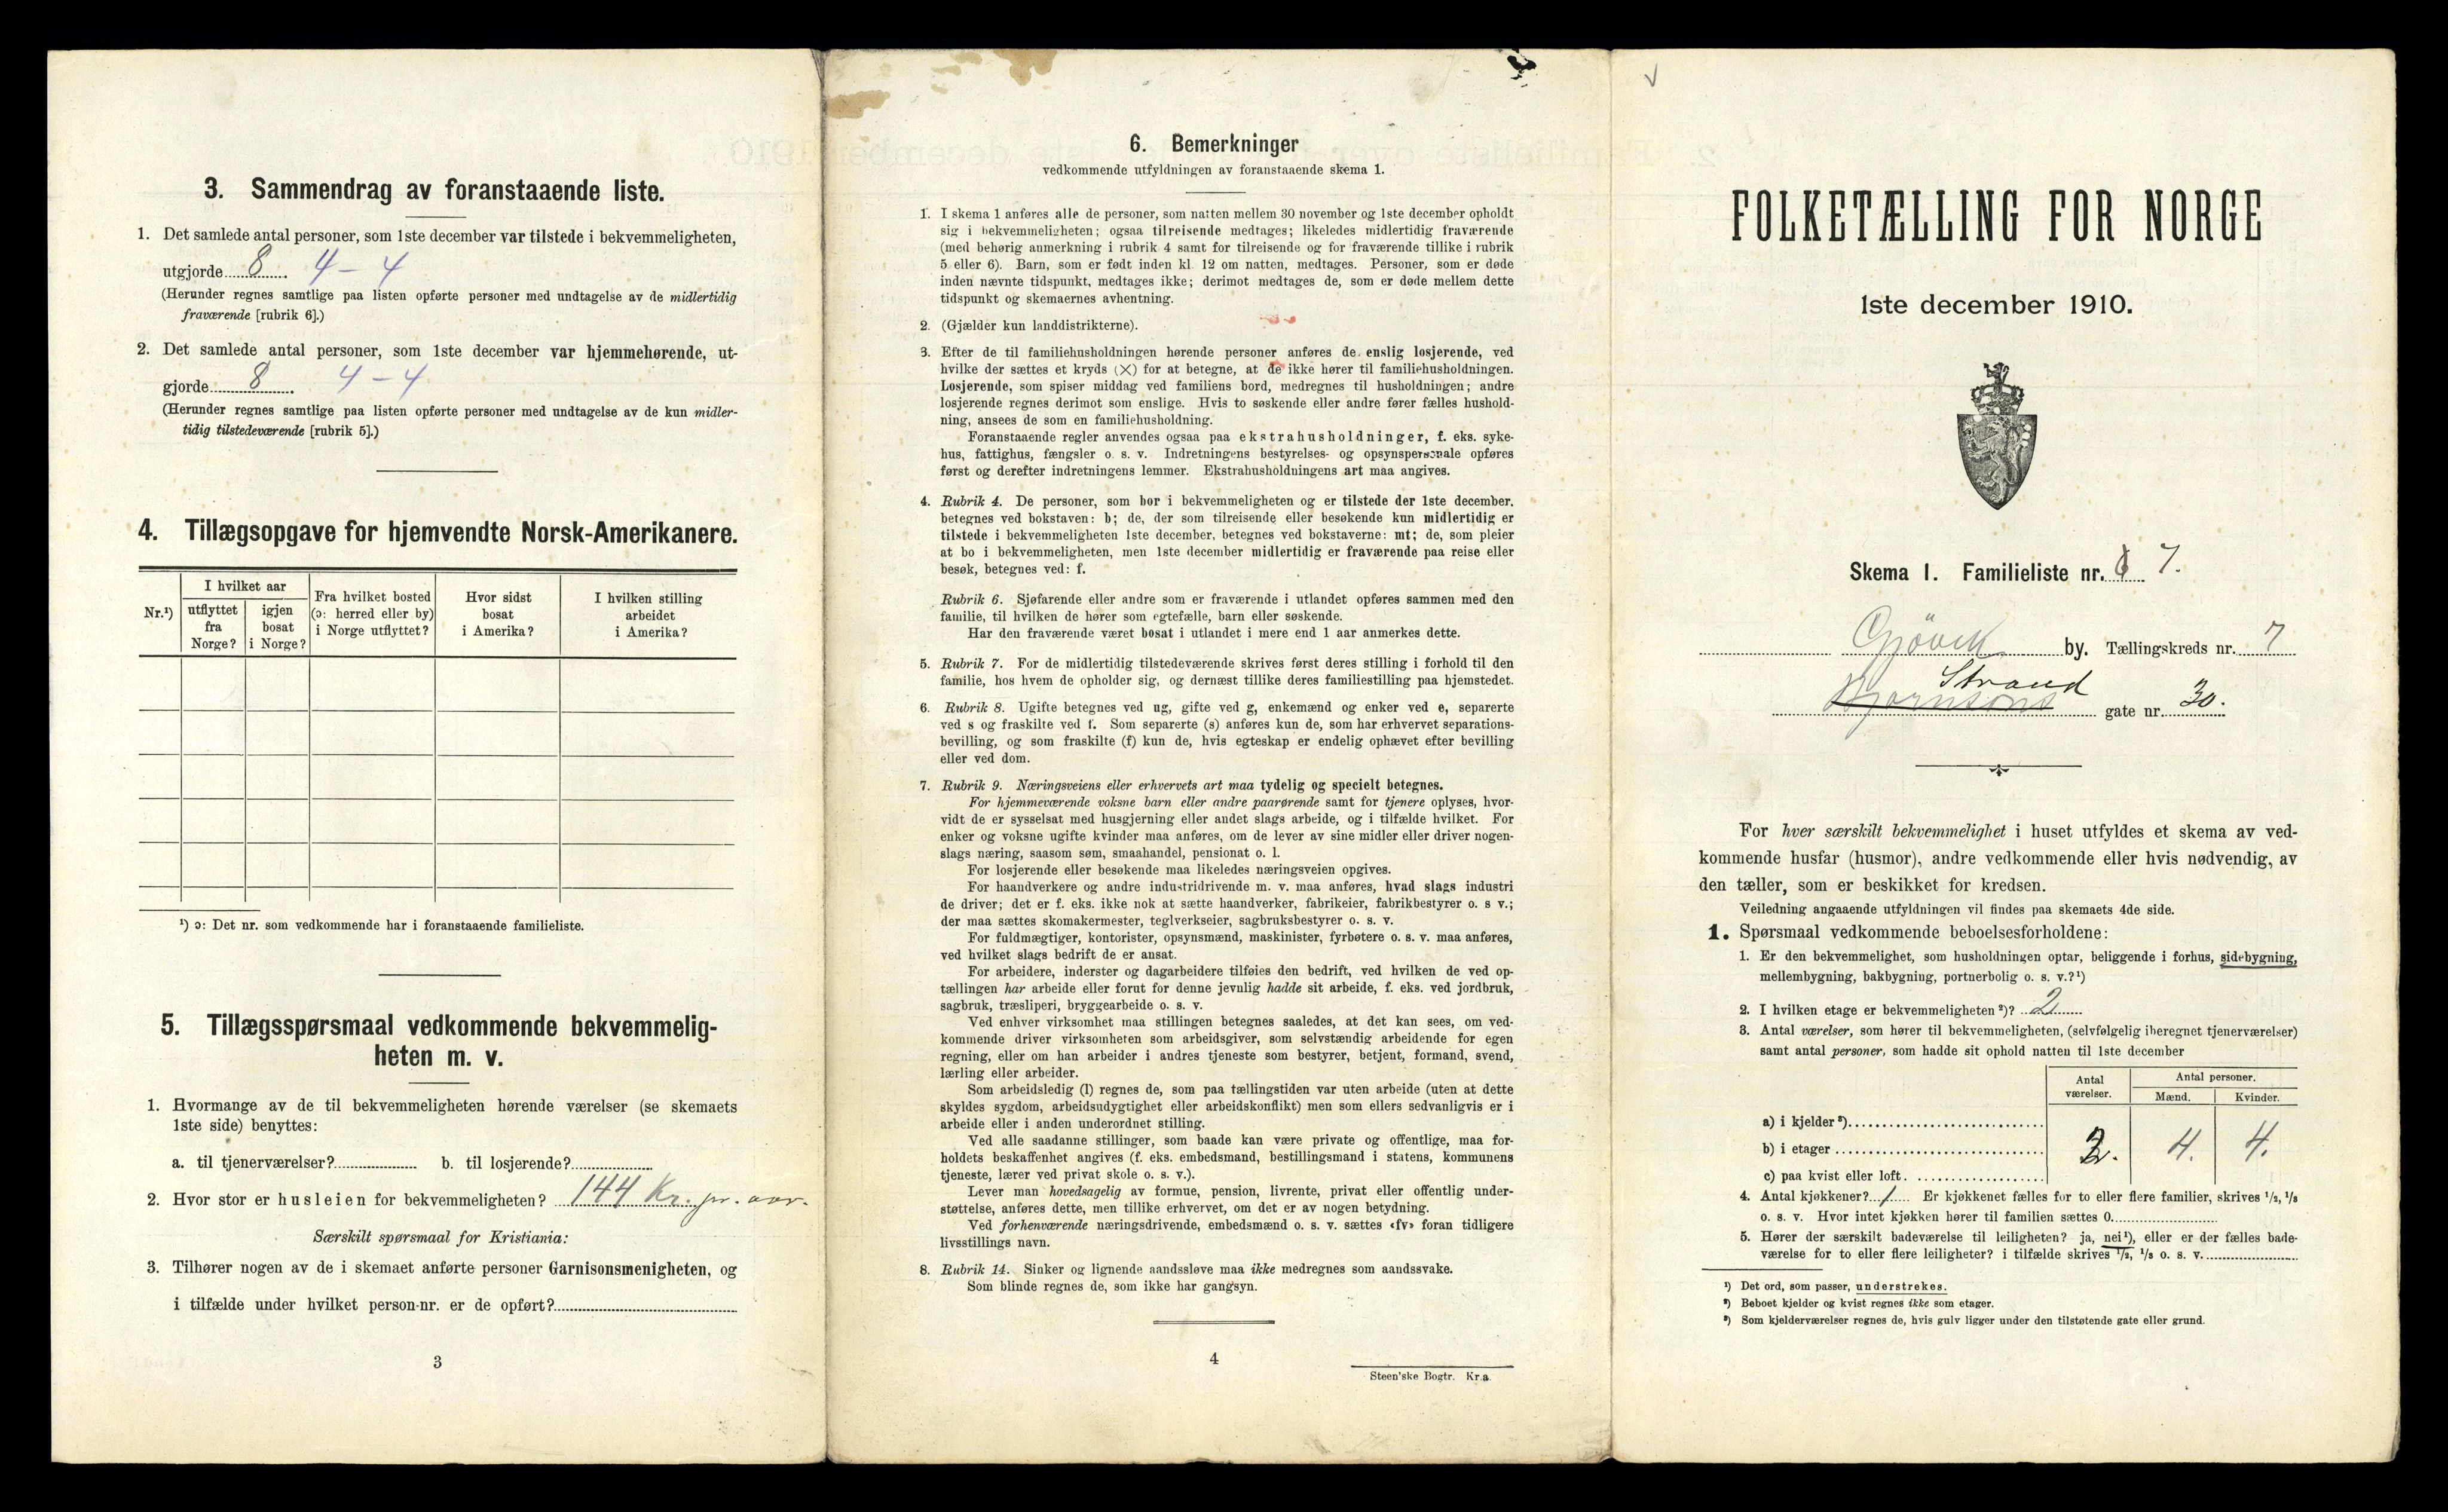 3. Sammendrag av foranstaaende liste.
1. Det samlede antal personer, som 1ste december var tilstede i bekvemmeligheten,
utgjorde 8. 4 – 4
(Herunder regnes samtlige paa listen opførte personer med undtagelse av de midlertidig
fraværende [rubrik 6].)
2. Det samlede antal personer, som 1ste december var hjemmehørende, ut-
gjorde 8. 4 – 4
(Herunder regnes samtlige paa listen opførte personer med undtagelse av de kun midler-
tidig tilstedeværende [rubrik 5].)
4. Tillægsopgave for hjemvendte Norsk-Amerikanere.
Nr.¹)
I hvilket aar
utflyttet fra Norge?
igjen bosat i Norge?
Fra hvilket bosted (ɔ: herred eller by) i Norge utflyttet?
Hvor sidst bosat i Amerika?
I hvilken stilling arbeidet i Amerika?
¹) ɔ: Det nr. som vedkommende har i foranstaaende familieliste.
5. Tillægsspørsmaal vedkommende bekvemmelig-
heten m. v.
1. Hvormange av de til bekvemmeligheten hørende værelser (se skemaets
1ste side) benyttes:
a. til tjenerværelser? b. til losjerende?
2. Hvor stor er husleien for bekvemmeligheten? 144 Kr. pr. aar.
Særskilt spørsmaal for Kristiania:
3. Tilhører nogen av de i skemaet anførte personer Garnisonsmenigheten, og
i tilfælde under hvilket person-nr. er de opført?
3
6. Bemerkninger
vedkommende utfyldningen av foranstaaende skema 1.
1. I skema 1 anføres alle de personer, som natten mellem 30 november og 1ste december opholdt
sig i bekvemmeligheten; ogsaa tilreisende medtages; likeledes midlertidig fraværende
(med behørig anmerkning i rubrik 4 samt for tilreisende og for fraværende tillike i rubrik
5 eller 6). Barn, som er født inden kl. 12 om natten, medtages. Personer, som er døde
inden nævnte tidspunkt, medtages ikke; derimot medtages de, som er døde mellem dette
tidspunkt og skemaernes avhentning.
2. (Gjælder kun landdistrikterne).
3. Efter de til familiehusholdningen hørende personer anføres de enslig losjerende, ved
hvilke der sættes et kryds (✕) for at betegne, at de ikke hører til familiehusholdningen.
Losjerende, som spiser middag ved familiens bord, medregnes til husholdningen; andre
losjerende regnes derimot som enslige. Hvis to søskende eller andre fører fælles hushold-
ning, ansees de som en familiehusholdning.
Foranstaaende regler anvendes ogsaa paa ekstrahusholdninger, f. eks. syke-
hus, fattighus, fængsler o. s. v. Indretningens bestyrelses- og opsynspersonale opføres
først og derefter indretningens lemmer. Ekstrahusholdningens art maa angives.
4. Rubrik 4. De personer, som bor i bekvemmeligheten og er tilstede der 1ste december,
betegnes ved bokstaven: b; de, der som tilreisende eller besøkende kun midlertidig er
tilstede i bekvemmeligheten 1ste december, betegnes ved bokstaverne: mt; de, som pleier
at bo i bekvemmeligheten, men 1ste december midlertidig er fraværende paa reise eller
besøk, betegnes ved: f.
Rubrik 6. Sjøfarende eller andre som er fraværende i utlandet opføres sammen med den
familie, til hvilken de hører som egtefælle, barn eller søskende.
Har den fraværende været bosat i utlandet i mere end 1 aar anmerkes dette.
5. Rubrik 7. For de midlertidig tilstedeværende skrives først deres stilling i forhold til den
familie, hos hvem de opholder sig, og dernæst tillike deres familiestilling paa hjemstedet.
6. Rubrik 8. Ugifte betegnes ved ug, gifte ved g, enkemænd og enker ved e, separerte
ved s og fraskilte ved f. Som separerte (s) anføres kun de, som har erhvervet separations-
bevilling, og som fraskilte (f) kun de, hvis egteskap er endelig ophævet efter bevilling
eller ved dom.
7. Rubrik 9. Næringsveiens eller erhvervets art maa tydelig og specielt betegnes.
For hjemmeværende voksne barn eller andre paarørende samt for tjenere oplyses, hvor-
vidt de er sysselsat med husgjerning eller andet slags arbeide, og i tilfælde hvilket. For
enker og voksne ugifte kvinder maa anføres, om de lever av sine midler eller driver nogen-
slags næring, saasom søm, smaahandel, pensionat o. l.
For losjerende eller besøkende maa likeledes næringsveien opgives.
For haandverkere og andre industridrivende m. v. maa anføres, hvad slags industri
de driver; det er f. eks. ikke nok at sætte haandverker, fabrikeier, fabrikbestyrer o. s v.;
der maa sættes skomakermester, teglverkseier, sagbruksbestyrer o. s. v.
For fuldmægtiger, kontorister, opsynsmænd, maskinister, fyrbøtere o. s. v. maa anføres,
ved hvilket slags bedrift de er ansat.
For arbeidere, inderster og dagarbeidere tilføies den bedrift, ved hvilken de ved op-
tællingen har arbeide eller forut for denne jevnlig hadde sit arbeide, f. eks. ved jordbruk,
sagbruk, træsliperi, bryggearbeide o. s. v.
Ved enhver virksomhet maa stillingen betegnes saaledes, at det kan sees, om ved-
kommende driver virksomheten som arbeidsgiver, som selvstændig arbeidende for egen
regning, eller om han arbeider i andres tjeneste som bestyrer, betjent, formand, svend,
lærling eller arbeider.
Som arbeidsledig (l) regnes de, som paa tællingstiden var uten arbeide (uten at dette
skyldes sygdom, arbeidsudygtighet eller arbeidskonflikt) men som ellers sedvanligvis er i
arbeide eller i anden underordnet stilling.
Ved alle saadanne stillinger, som baade kan være private og offentlige, maa for-
holdets beskaffenhet angives (f. eks. embedsmand, bestillingsmand i statens, kommunens
tjeneste, lærer ved privat skole o. s. v.).
Lever man hovedsagelig av formue, pension, livrente, privat eller offentlig under-
støttelse, anføres dette, men tillike erhvervet, om det er av nogen betydning.
Ved forhenværende næringsdrivende, embedsmænd o. s. v. sættes «fv» foran tidligere
livsstillings navn.
8. Rubrik 14. Sinker og lignende aandssløve maa ikke medregnes som aandssvake.
Som blinde regnes de, som ikke har gangsyn.
4
Steen'ske Bogtr. Kr.a.
FOLKETÆLLING FOR NORGE
1ste december 1910.
Skema 1. Familieliste nr. 7.
Gjövik by. Tællingskreds nr. 7
Strand
Bjørnsons gate nr. 30.
For hver særskilt bekvemmelighet i huset utfyldes et skema av ved-
kommende husfar (husmor), andre vedkommende eller hvis nødvendig, av
den tæller, som er beskikket for kredsen.
Veiledning angaaende utfyldningen vil findes paa skemaets 4de side.
1. Spørsmaal vedkommende beboelsesforholdene:
1. Er den bekvemmelighet, som husholdningen optar, beliggende i forhus, sidebygning,
mellembygning, bakbygning, portnerbolig o. s. v.?¹)
2. I hvilken etage er bekvemmeligheten²)? 2
3. Antal værelser, som hører til bekvemmeligheten, (selvfølgelig iberegnet tjenerværelser)
samt antal personer, som hadde sit ophold natten til 1ste december
Antal værelser. Antal personer.
Mænd. Kvinder.
a) i kjelder³)
b) i etager 2. 4. 4.
c) paa kvist eller loft
4. Antal kjøkkener? 1 Er kjøkkenet fælles for to eller flere familier, skrives ¹/₂, ¹/₃
o. s. v. Hvor intet kjøkken hører til familien sættes 0.
5. Hører der særskilt badeværelse til leiligheten? ja, nei¹), eller er der fælles bade-
værelse for to eller flere leiligheter? i tilfælde skrives ¹/₂, ¹/₃ o. s. v.
¹) Det ord, som passer, understrekes.
²) Beboet kjelder og kvist regnes ikke som etager.
³) Som kjelderværelser regnes de, hvis gulv ligger under den tilstøtende gate eller grund.